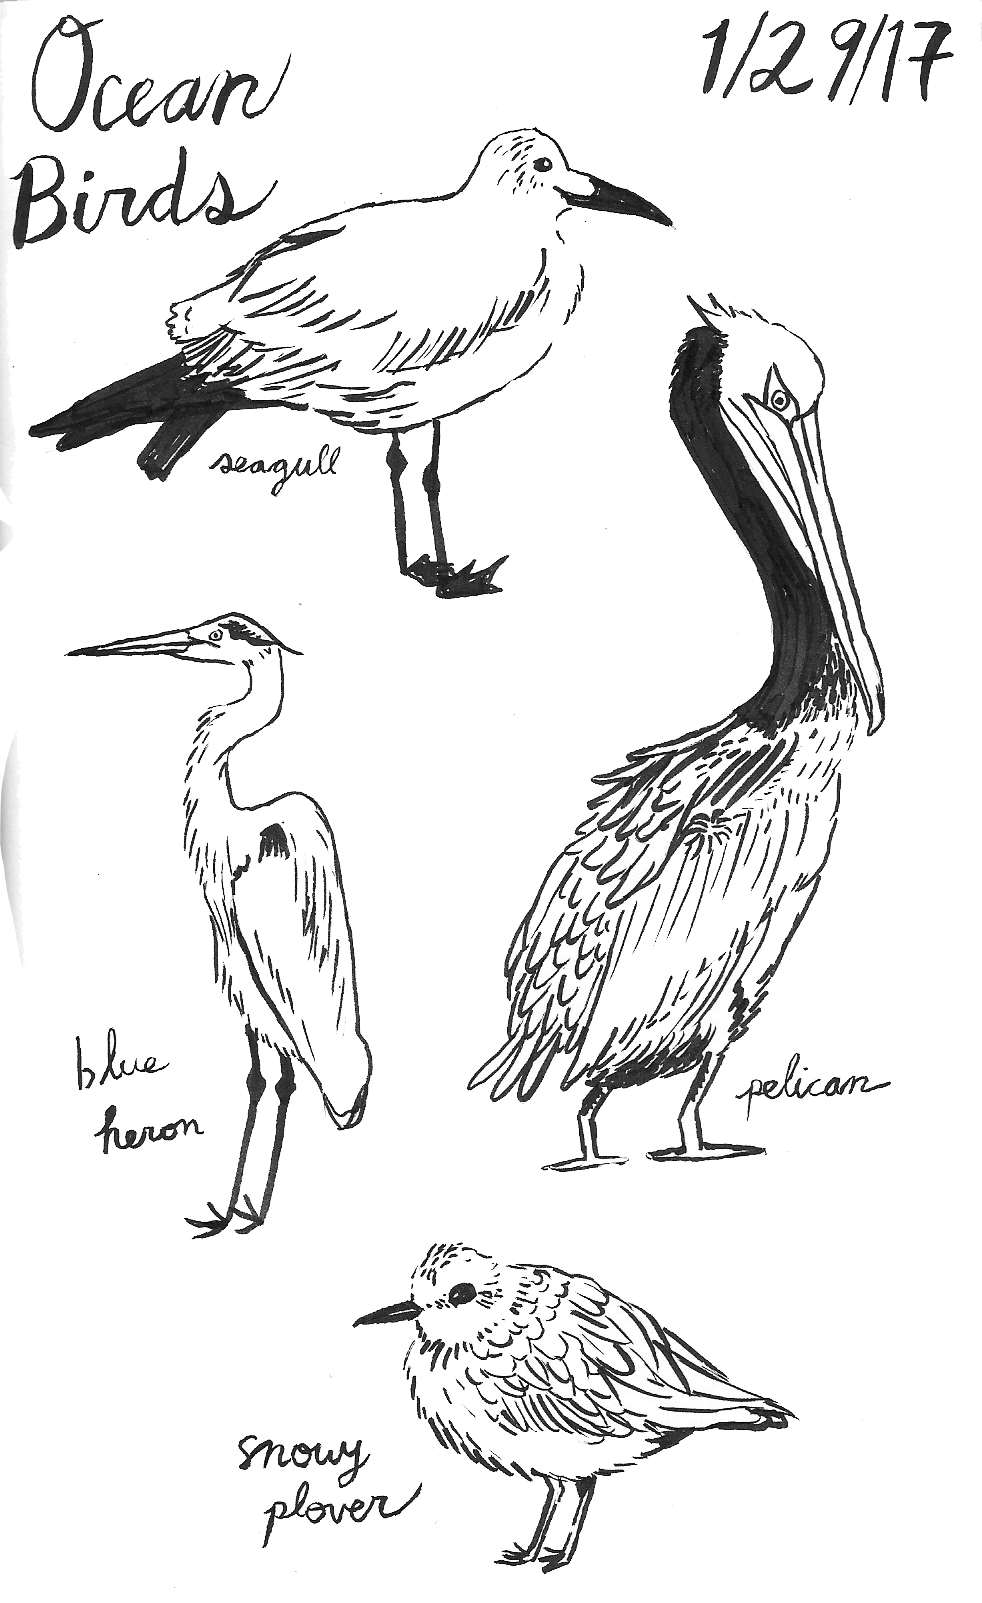 Ocean
Birds
1/29/17
seagull
blue
heron
pelican
snowy
plover